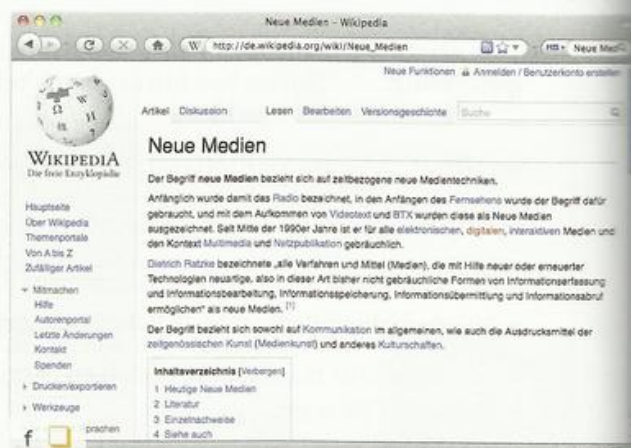 Neue Medien – Wikipedia
W http://de.wikipedia.org/wiki/Neue_Medien
Neue Med
Neue Funktionen Anmelden / Benutzerkonto erstellen
Artikel Diskussion Lesen Bearbeiten Versionsgeschichte Suche
WIKIPEDIA
Die freie Enzyklopädie
Hauptseite
Über Wikipedia
Themenportale
Von A bis Z
Zufälliger Artikel
Mitmachen
Hilfe
Autorenportal
Letzte Änderungen
Kontakt
Spenden
Drucken/exportieren
Werkzeuge
prachen
Neue Medien
Der Begriff neue Medien bezieht sich auf zeitbezogene neue Medientechniken.
Anfänglich wurde damit das Radio bezeichnet, in den Anfängen des Fernsehens wurde der Begriff dafür
gebraucht, und mit dem Aufkommen von Videotext und BTX wurden diese als Neue Medien
ausgezeichnet. Seit Mitte der 1990er Jahre ist er für alle elektronischen, digitalen, interaktiven Medien und
den Kontext Multimedia und Netzpublikation gebräuchlich.
Dietrich Ratzke bezeichnete „alle Verfahren und Mittel (Medien), die mit Hilfe neuer oder erneuerter
Technologien neuartige, also in dieser Art bisher nicht gebräuchliche Formen von Informationserfassung
und Informationsbearbeitung, Informationsspeicherung, Informationsübermittlung und Informationsabruf
ermöglichen“ als neue Medien. [1]
Der Begriff bezieht sich sowohl auf Kommunikation im allgemeinen, wie auch die Ausdrucksmittel der
zeitgenössischen Kunst (Medienkunst) und anderes Kulturschaffen.
Inhaltsverzeichnis [Verbergen]
1 Heutige Neue Medien
2 Literatur
3 Einzelnachweise
4 Siehe auch
f